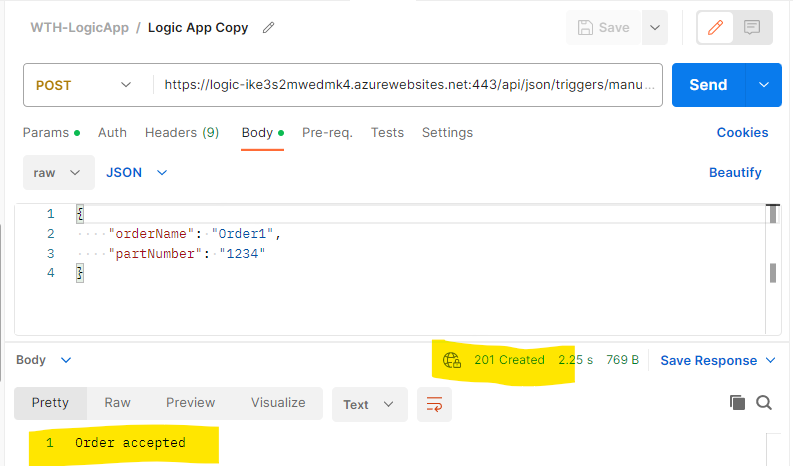 WTH-LogicApp / Logic App Copy
Save
POST
https://logic-ike3s2mwedmk4.azurewebsites.net:443/api/json/triggers/manu ...
Send
Params Auth Headers (9) Body Pre-req. Tests Settings
Cookies
raw JSON
Beautify
1 {
2 "orderName": "Order1",
3 "partNumber": "1234"
4 }
Body
201 Created 2.25 s 769 B
Save Response
Pretty Raw Preview Visualize
Text
1 Order accepted